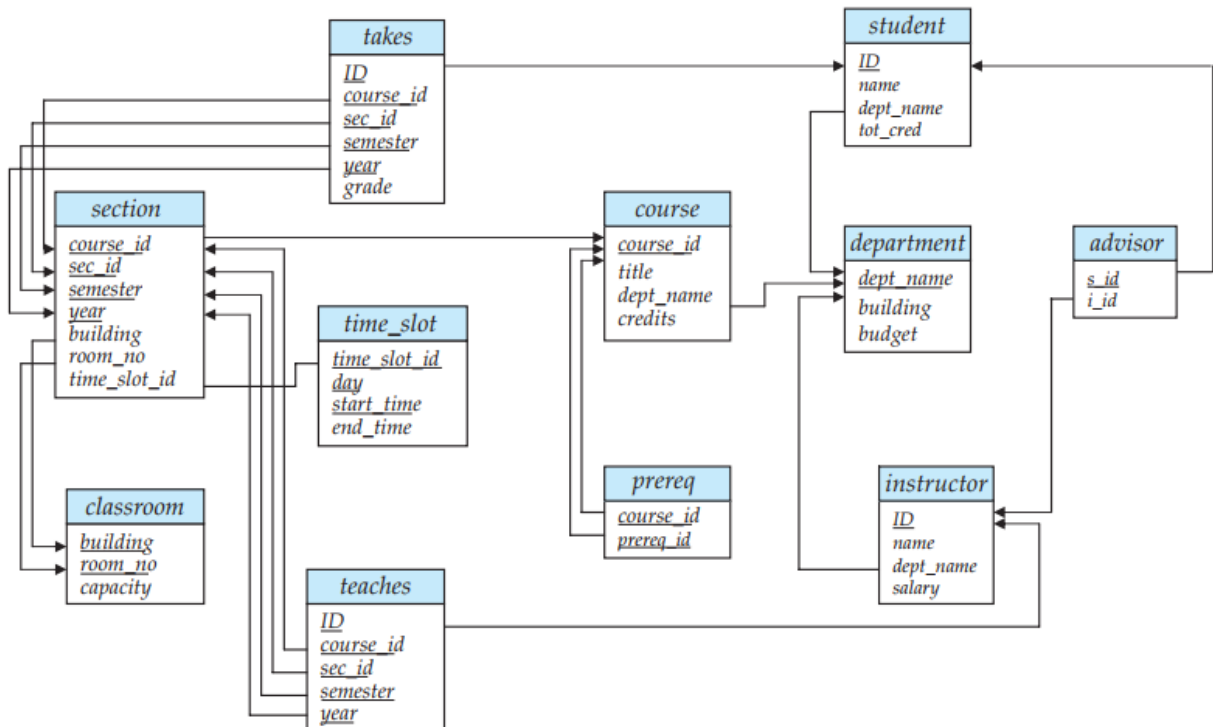 takes
ID
course_id
sec_id
semester
year
grade
student
ID
name
dept_name
tot_cred
section
course_id
sec_id
semester
year
building
room_no
time_slot_id
course
course_id
title
dept_name
credits
department
dept_name
building
budget
advisor
s_id
i_id
time_slot
time_slot_id
day
start_time
end_time
prereq
course_id
prereq_id
instructor
ID
name
dept_name
salary
classroom
building
room_no
capacity
teaches
ID
course_id
sec_id
semester
year